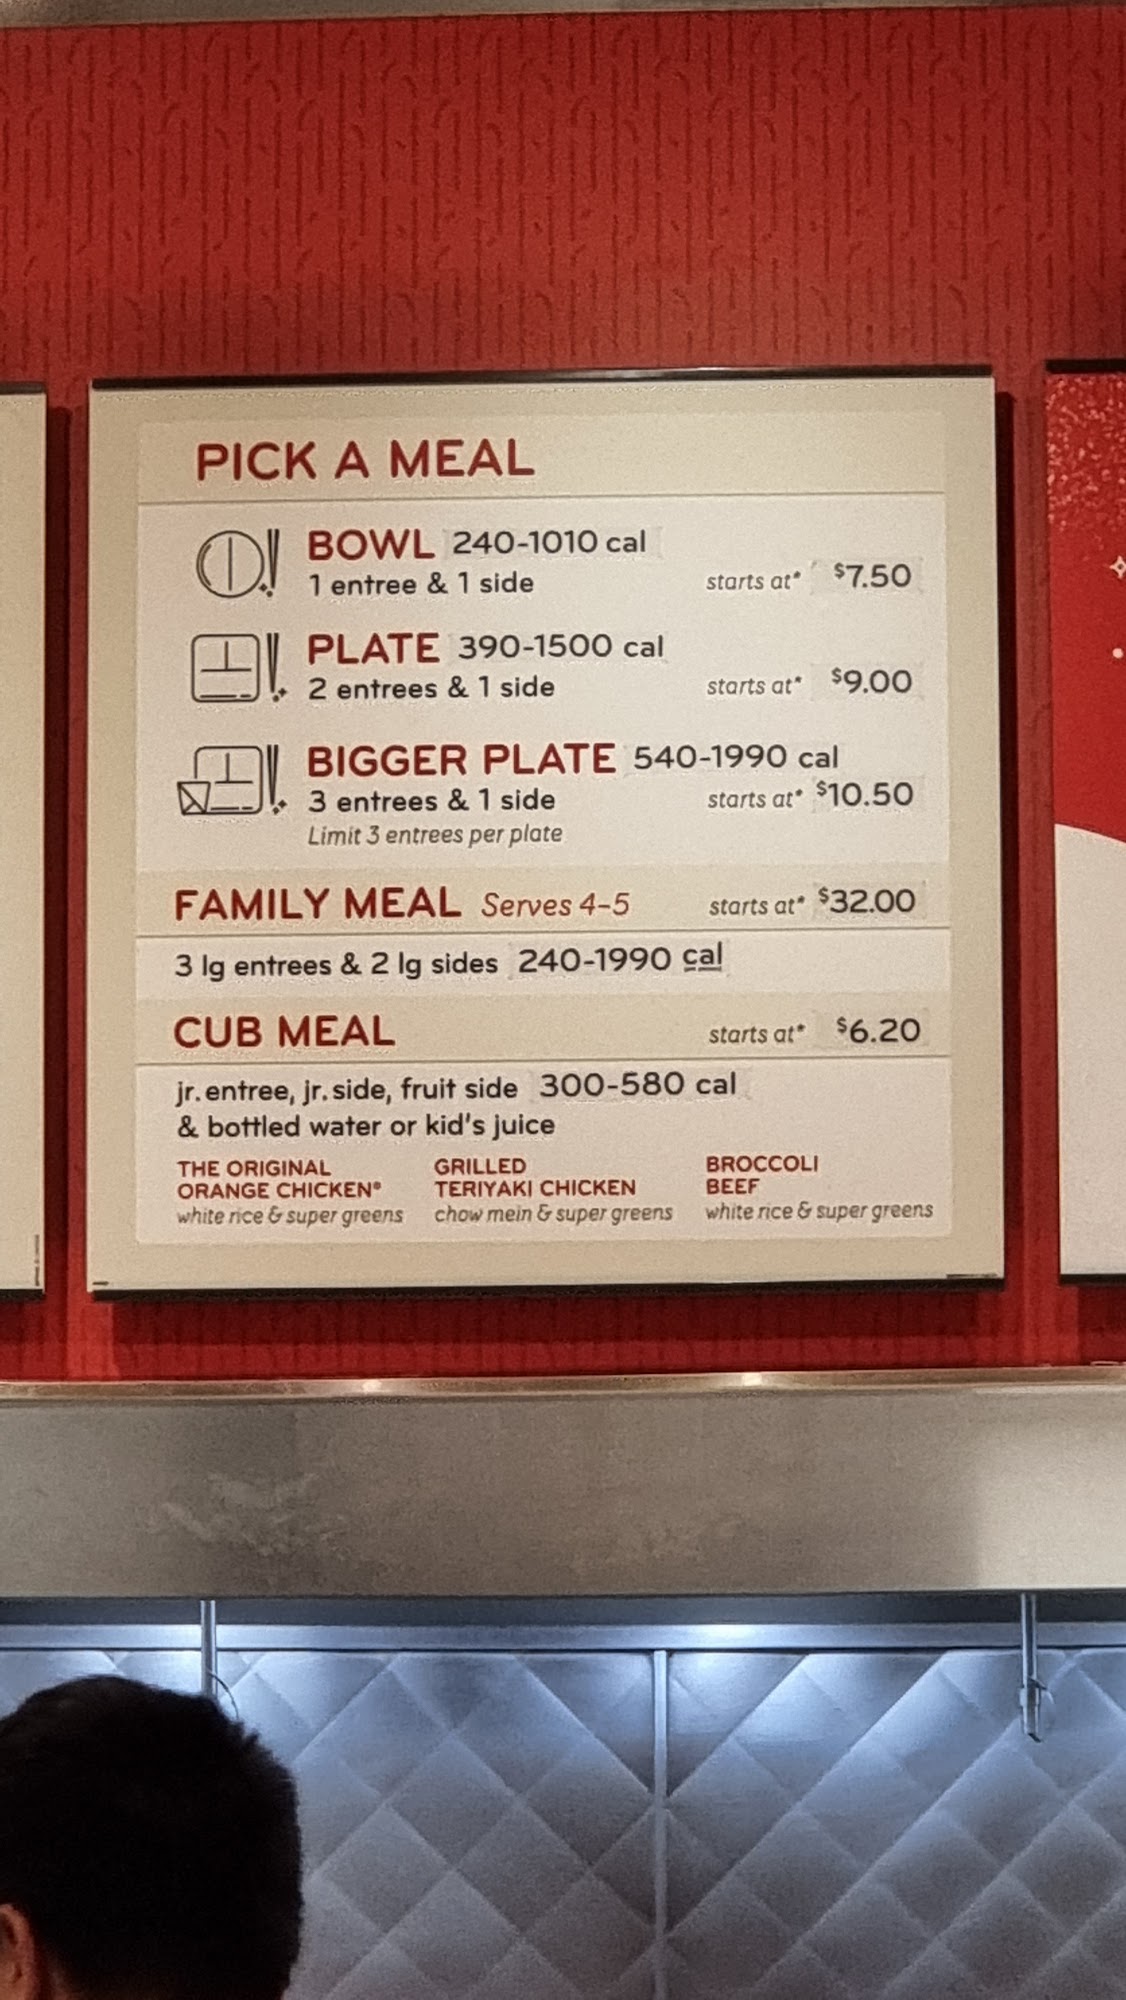 PICK A MEAL
BOWL 240-1010 cal
1 entree & 1 side starts at* $7.50
PLATE 390-1500 cal
2 entrees & 1 side starts at* $9.00
BIGGER PLATE 540-1990 cal
3 entrees & 1 side starts at* $10.50
Limit 3 entrees per plate
FAMILY MEAL Serves 4-5 starts at* $32.00
3 lg entrees & 2 lg sides 240-1990 cal
CUB MEAL starts at* $6.20
jr. entree, jr. side, fruit side 300-580 cal
& bottled water or kid's juice
THE ORIGINAL
ORANGE CHICKEN®
white rice & super greens
GRILLED
TERIYAKI CHICKEN
chow mein & super greens
BROCCOLI
BEEF
white rice & super greens